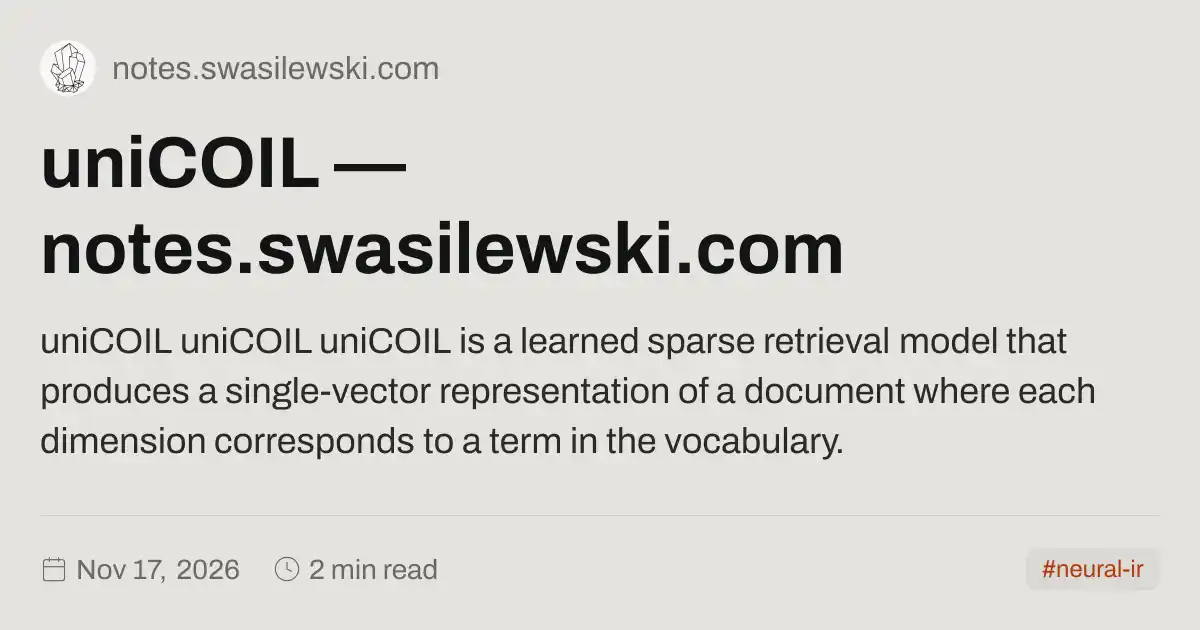 notes.swasilewski.com
uniCOIL —
notes.swasilewski.com
uniCOIL uniCOIL uniCOIL is a learned sparse retrieval model that
produces a single-vector representation of a document where each
dimension corresponds to a term in the vocabulary.
Nov 17, 2026 2 min read #neural-ir